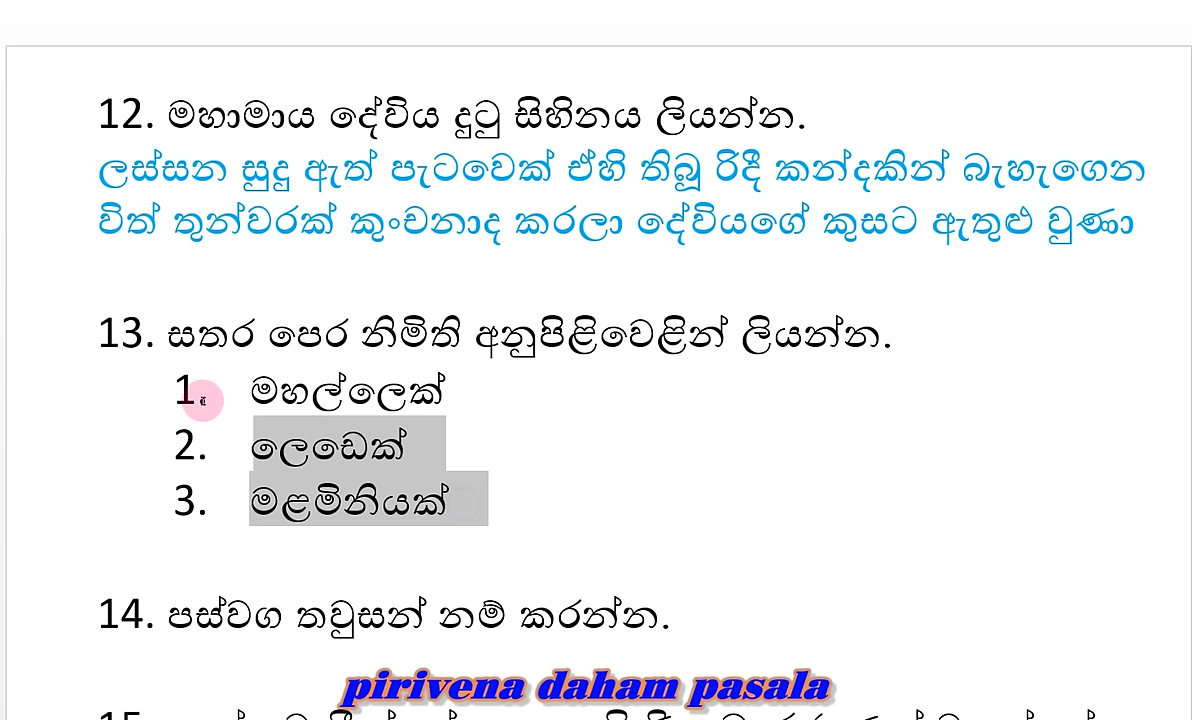 12. මහාමාය දේවිය දුටු සිහිනය ලියන්න.
ලස්සන සුදු ඇත් පැටවෙක් ඒහි තිබූ රිදී කන්දකින් බැහැගෙන
විත් තුන්වරක් කුංචනාද කරලා දේවියගේ කුසට ඇතුළු වුණා
13. සතර පෙර නිමිති අනුපිළිවෙළින් ලියන්න.
1. මහල්ලෙක්
2. ලෙඩෙක්
3. මළමිනියක්
14. පස්වග තවුසන් නම් කරන්න.
pirivena daham pasala